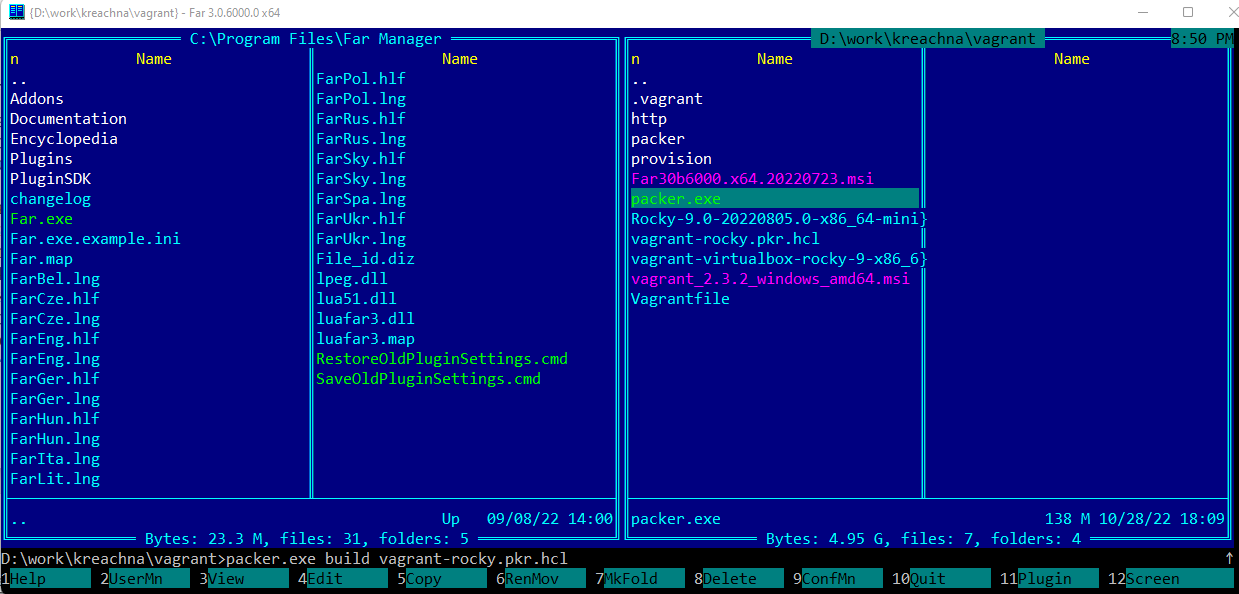 {D:\work\kreachna\vagrant} - Far 3.0.6000.0 x64
C:\Program Files\Far Manager
n Name Name
..
Addons
Documentation
Encyclopedia
Plugins
PluginSDK
changelog
Far.exe
Far.exe.example.ini
Far.map
FarBel.lng
FarCze.hlf
FarCze.lng
FarEng.hlf
FarEng.lng
FarGer.hlf
FarGer.lng
FarHun.hlf
FarHun.lng
FarIta.lng
FarLit.lng
FarPol.hlf
FarPol.lng
FarRus.hlf
FarRus.lng
FarSky.hlf
FarSky.lng
FarSpa.lng
FarUkr.hlf
FarUkr.lng
File_id.diz
lpeg.dll
lua51.dll
luafar3.dll
luafar3.map
RestoreOldPluginSettings.cmd
SaveOldPluginSettings.cmd
.. Up 09/08/22 14:00
Bytes: 23.3 M, files: 31, folders: 5
D:\work\kreachna\vagrant 8:50 PM
n Name Name
..
.vagrant
http
packer
provision
Far30b6000.x64.20220723.msi
packer.exe
Rocky-9.0-20220805.0-x86_64-mini}
vagrant-rocky.pkr.hcl
vagrant-virtualbox-rocky-9-x86_6}
vagrant_2.3.2_windows_amd64.msi
Vagrantfile
packer.exe 138 M 10/28/22 18:09
Bytes: 4.95 G, files: 7, folders: 4
D:\work\kreachna\vagrant>packer.exe build vagrant-rocky.pkr.hcl ↑
1Help 2UserMn 3View 4Edit 5Copy 6RenMov 7MkFold 8Delete 9ConfMn 10Quit 11Plugin 12Screen